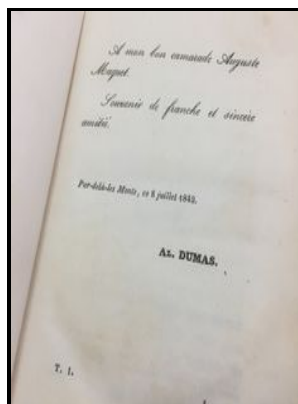 A mon bon camarade Auguste
Maquet.
Souvenir de franche et sincère
amitié.
Par-delà les Monts, ce 8 juillet 1843.
AL. DUMAS.
T. I.